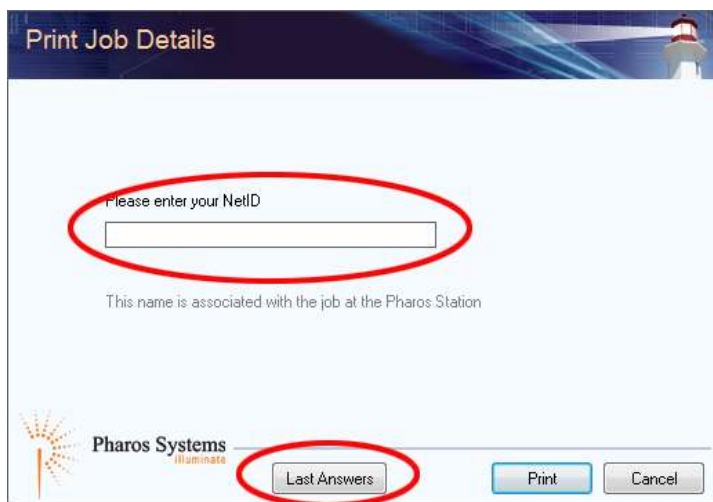 Print Job Details
Please enter your NetID
This name is associated with the job at the Pharos Station
Pharos Systems
illuminate
Last Answers
Print
Cancel